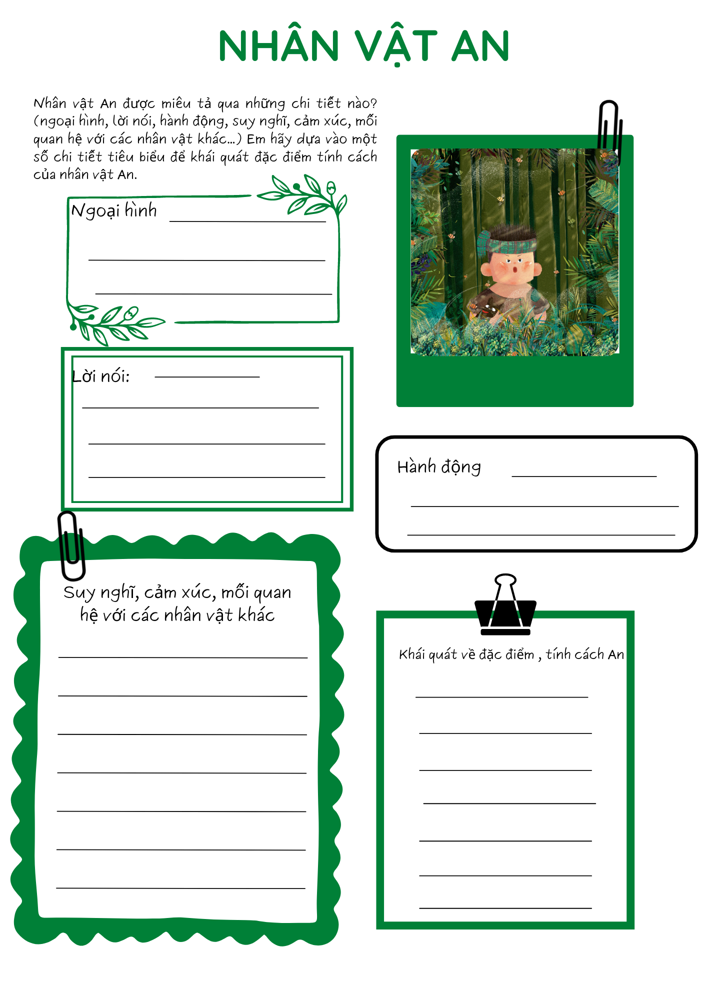 NHÂN VẬT AN
Nhân vật An được miêu tả qua những chi tiết nào?
(ngoại hình, lời nói, hành động, suy nghĩ, cảm xúc, mối
quan hệ với các nhân vật khác...) Em hãy dựa vào một
số chi tiết tiêu biểu để khái quát đặc điểm tính cách
của nhân vật An.
Ngoại hình
Lời nói:
Hành động
Suy nghĩ, cảm xúc, mối quan
hệ với các nhân vật khác
Khái quát về đặc điểm , tính cách An